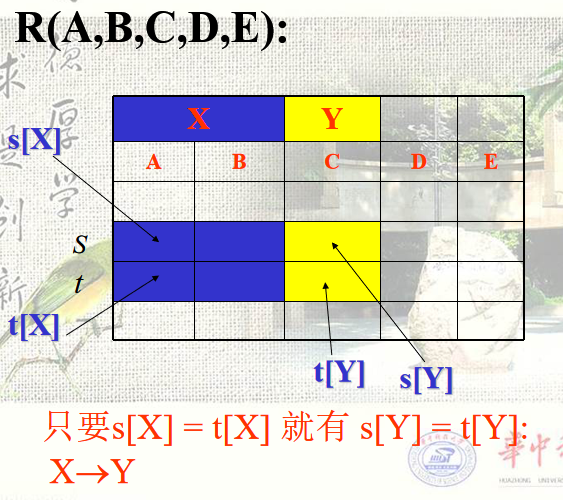 R(A,B,C,D,E):
X Y
s[X]
A B C D E
s
t
t[X]
t[Y] s[Y]
只要s[X] = t[X] 就有 s[Y] = t[Y]:
X→Y